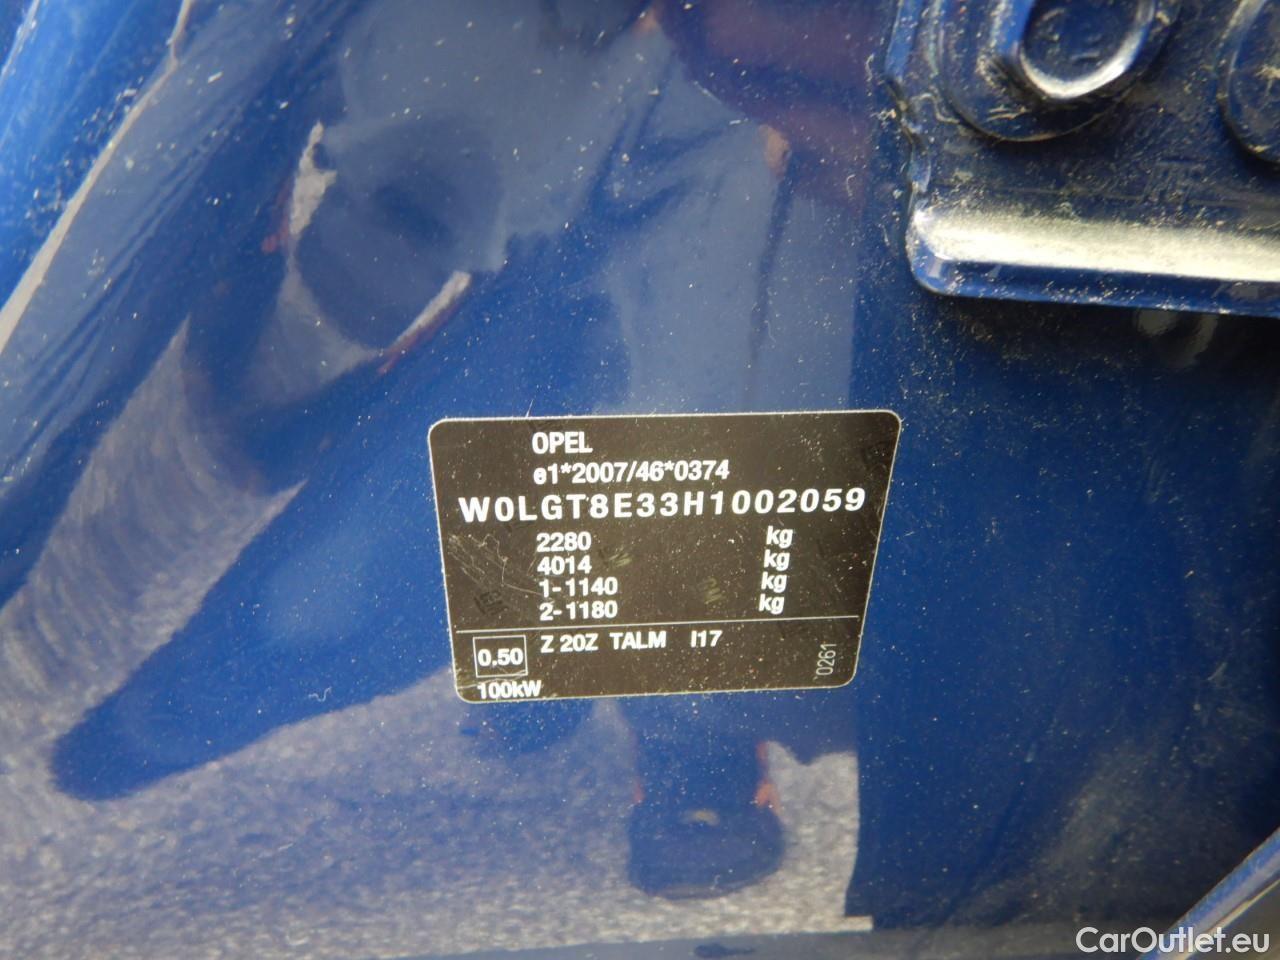 OPEL
e1*2007/46*0374
W0LGT8E33H1002059
2280 kg
4014 kg
1-1140 kg
2-1180 kg
0.50 Z 20Z TALM I17
100kW
0261
CarOutlet.eu